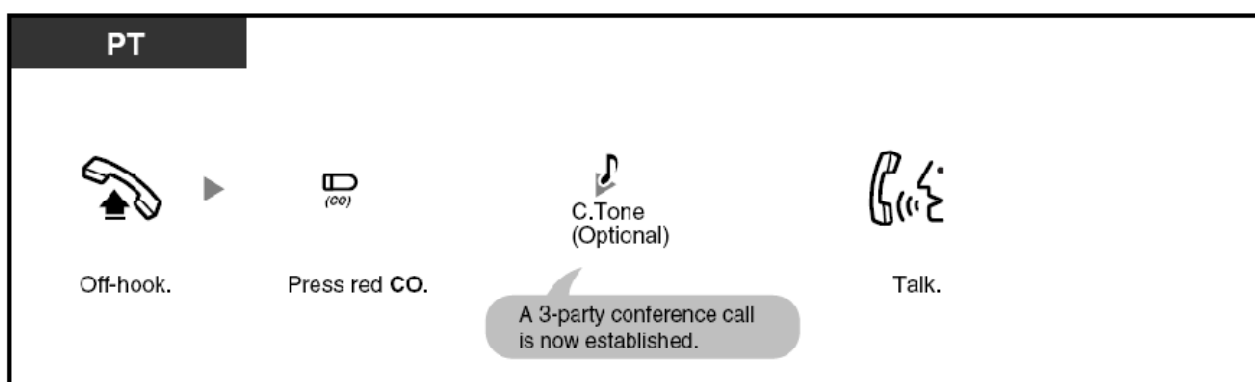 PT
(CO)
C.Tone
(Optional)
Off-hook.
Press red CO.
Talk.
A 3-party conference call
is now established.